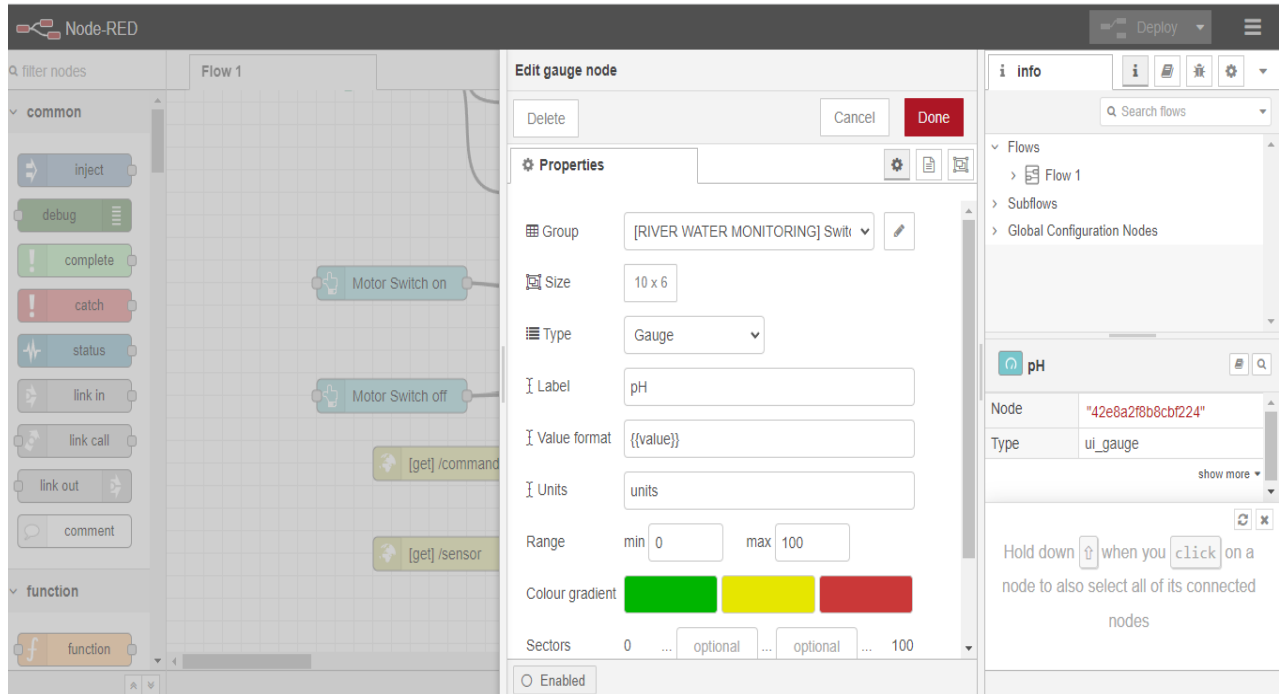 Node-RED
Deploy
filter nodes
common
inject
debug
complete
catch
status
link in
link call
link out
comment
function
function
Flow 1
Motor Switch on
Motor Switch off
[get] /command
[get] /sensor
Edit gauge node
Delete Cancel Done
Properties
Group [RIVER WATER MONITORING] Switc
Size 10 x 6
Type Gauge
Label pH
Value format {{value}}
Units units
Range min 0 max 100
Colour gradient
Sectors 0 ... optional ... optional ... 100
Enabled
i info i
Search flows
Flows
Flow 1
Subflows
Global Configuration Nodes
pH
Node "42e8a2f8b8cbf224"
Type ui_gauge
show more
Hold down ⇧ when you click on a
node to also select all of its connected
nodes